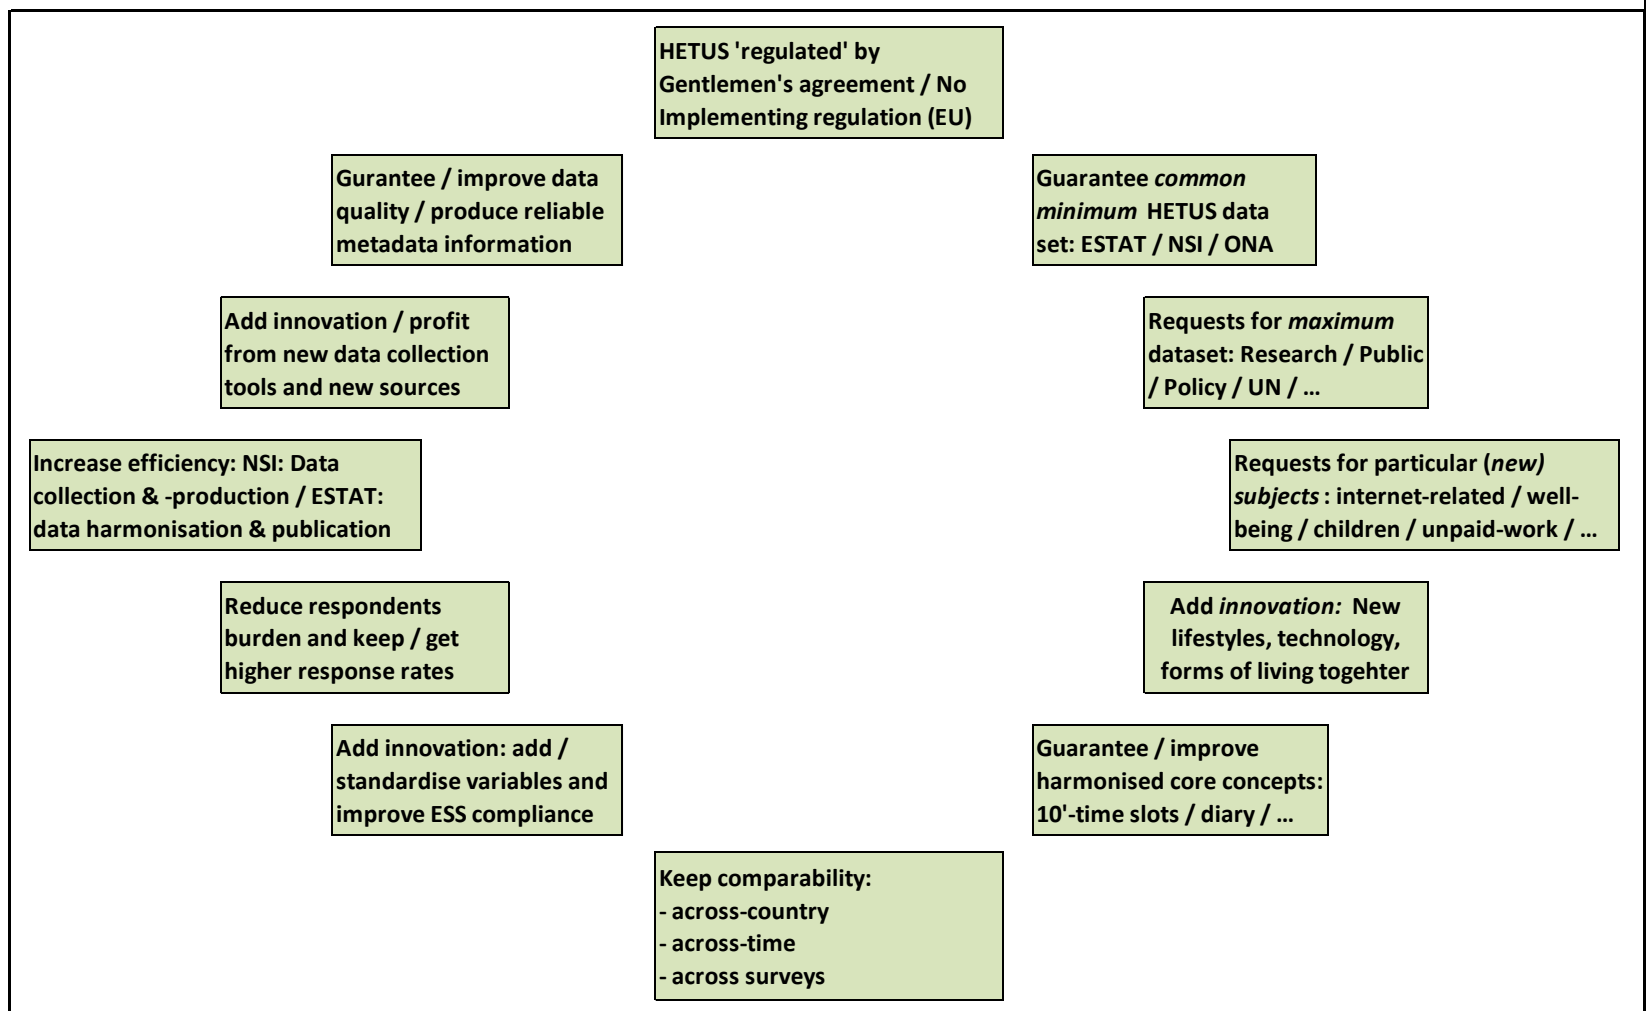 HETUS 'regulated' by
Gentlemen's agreement / No
Implementing regulation (EU)
Gurantee / improve data
quality / produce reliable
metadata information
Guarantee common
minimum HETUS data
set: ESTAT / NSI / ONA
Add innovation / profit
from new data collection
tools and new sources
Requests for maximum
dataset: Research / Public
/ Policy / UN / ...
Increase efficiency: NSI: Data
collection & -production / ESTAT:
data harmonisation & publication
Requests for particular (new)
subjects : internet-related / well-
being / children / unpaid-work / ...
Reduce respondents
burden and keep / get
higher response rates
Add innovation: New
lifestyles, technology,
forms of living togehter
Add innovation: add /
standardise variables and
improve ESS compliance
Guarantee / improve
harmonised core concepts:
10'-time slots / diary / ...
Keep comparability:
- across-country
- across-time
- across surveys